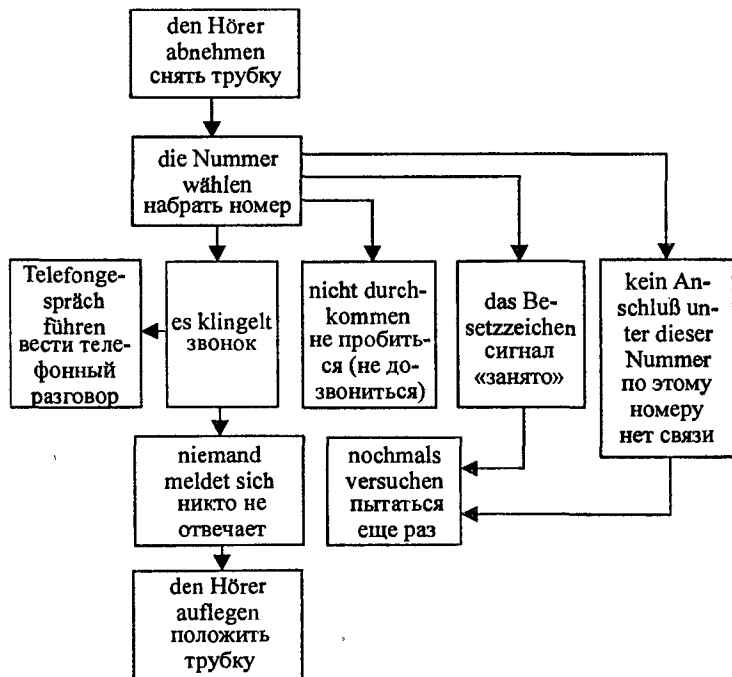 den Hörer
abnehmen
снять трубку
die Nummer
wählen
набрать номер
Telefonge-
spräch
führen
вести теле-
фонный
разговор
es klingelt
звонок
nicht durch-
kommen
не пробить-
ся (не до-
звониться)
das Be-
setzzeichen
сигнал
«занято»
kein An-
schluß un-
ter dieser
Nummer
по этому
номеру
нет связи
niemand
meldet sich
никто не
отвечает
nochmals
versuchen
пытаться
еще раз
den Hörer
auflegen
положить
трубку